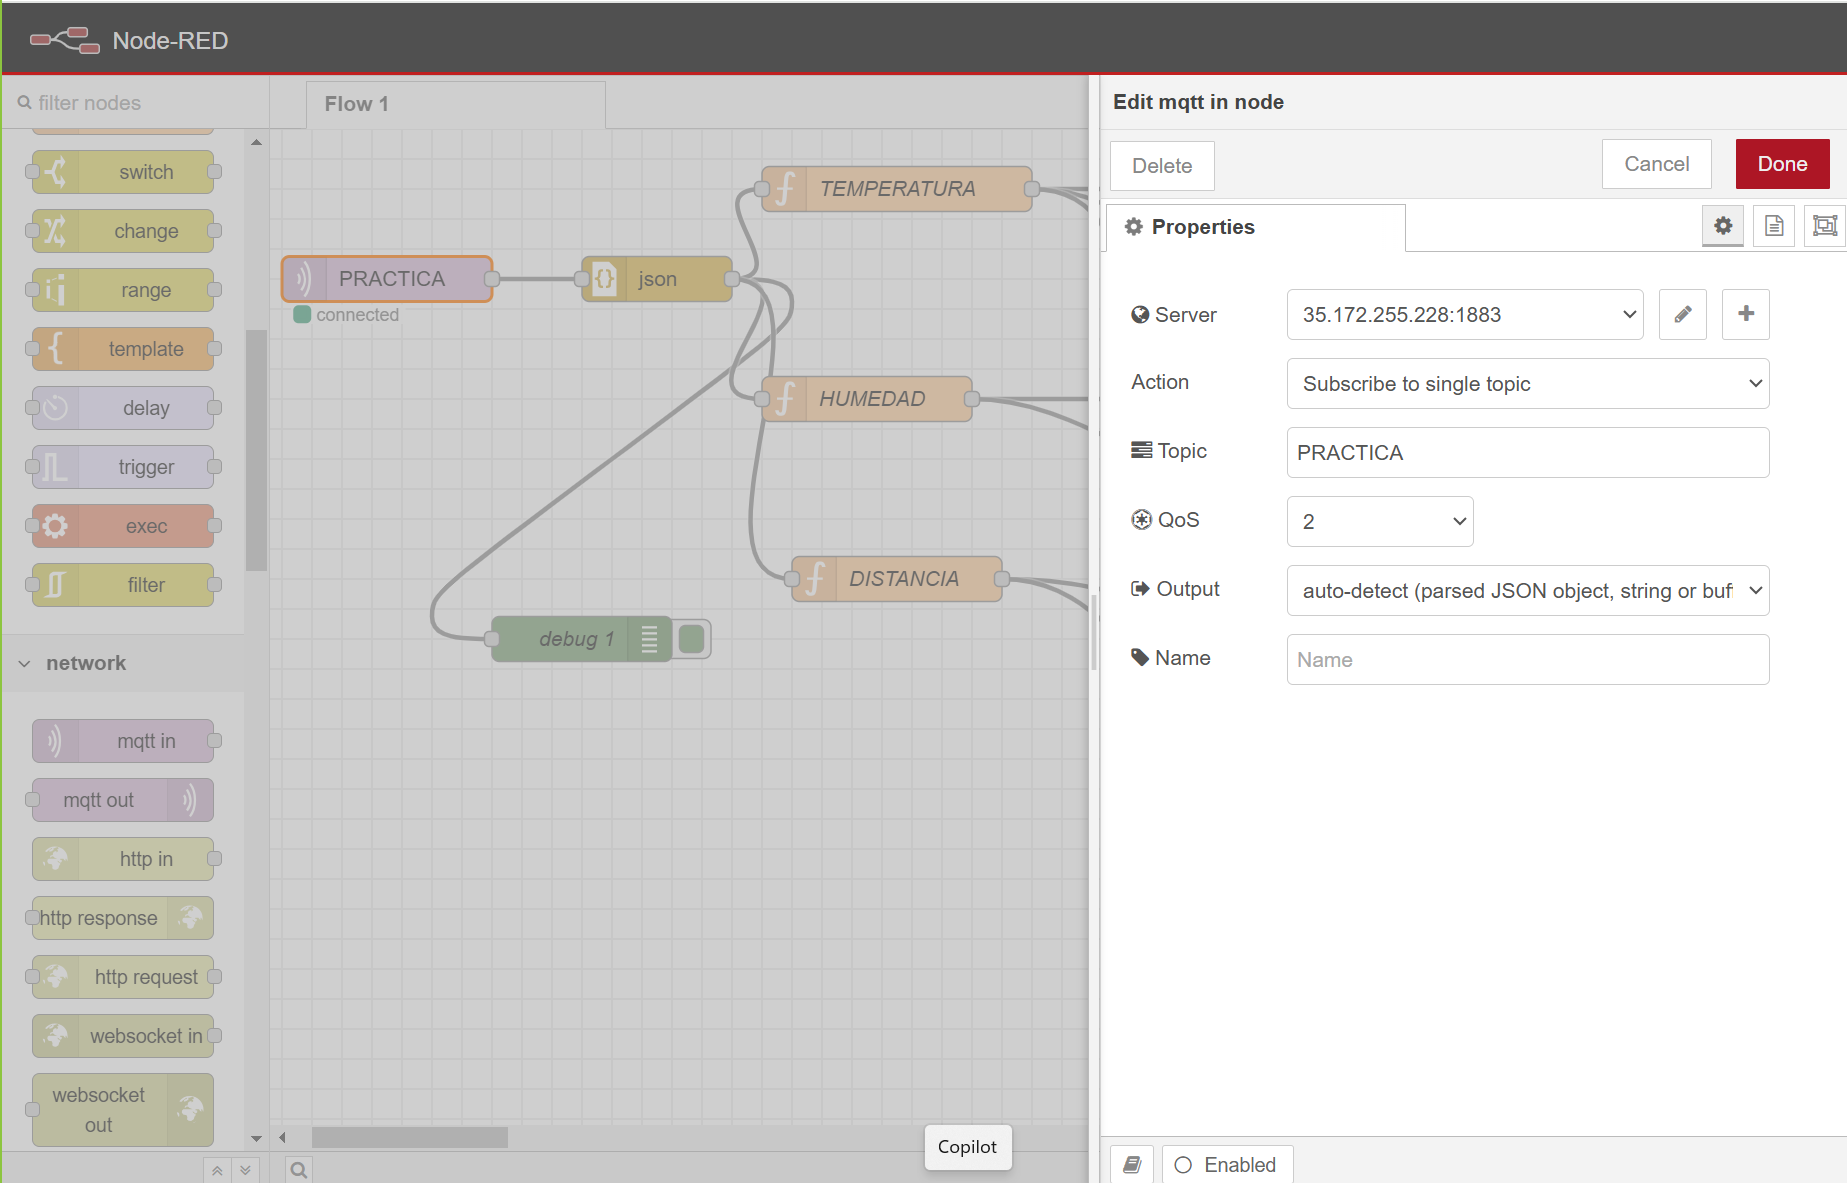 Node-RED
filter nodes
switch
change
range
template
delay
trigger
exec
filter
network
mqtt in
mqtt out
http in
http response
http request
websocket in
websocket
out
Flow 1
PRACTICA
connected
json
TEMPERATURA
HUMEDAD
DISTANCIA
debug 1
Copilot
Edit mqtt in node
Delete
Cancel
Done
Properties
Server
35.172.255.228:1883
Action
Subscribe to single topic
Topic
PRACTICA
QoS
2
Output
auto-detect (parsed JSON object, string or buf
Name
Name
Enabled